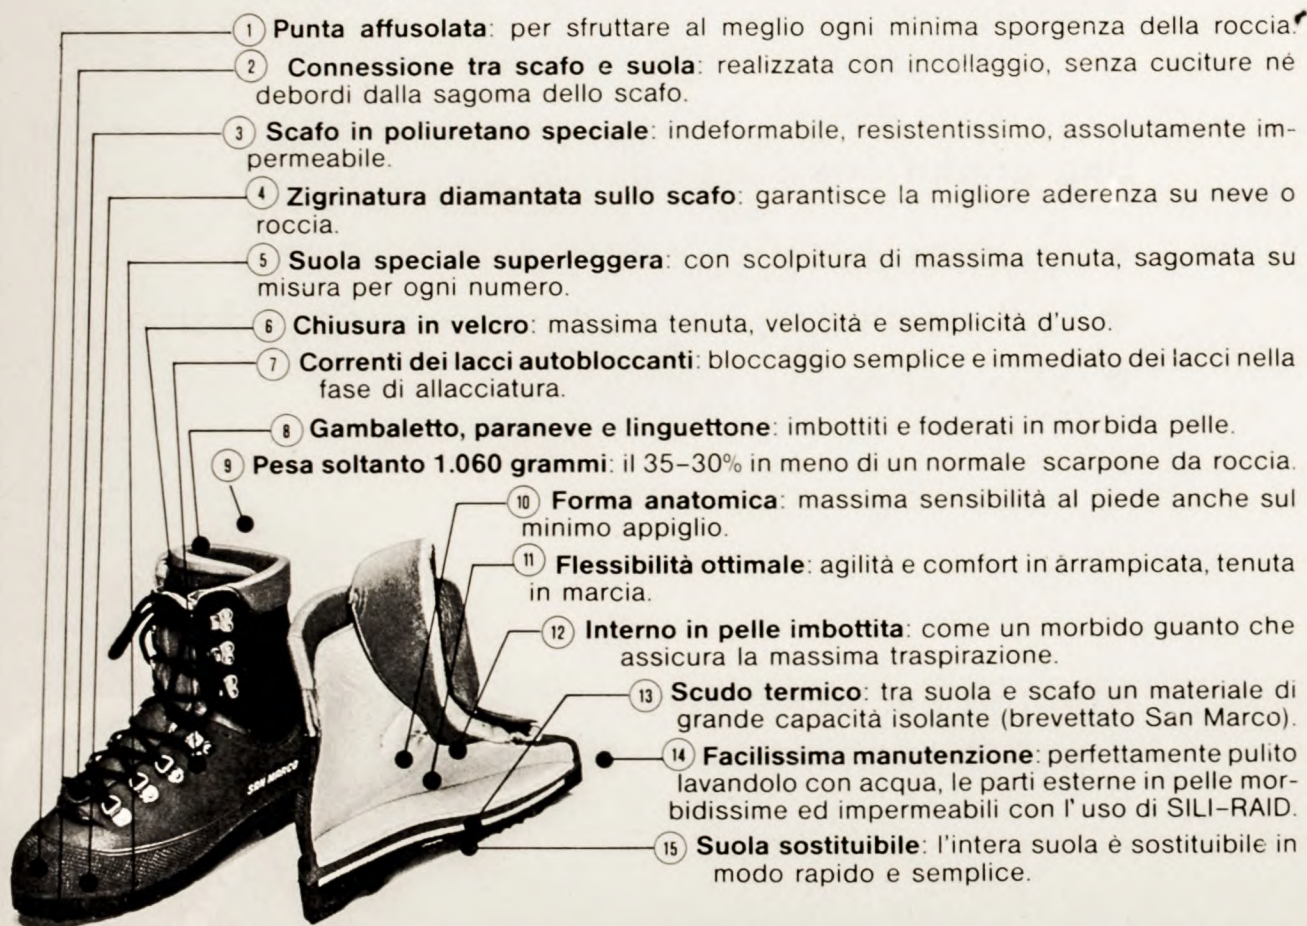 1 Punta affusolata: per sfruttare al meglio ogni minima sporgenza della roccia.
2 Connessione tra scafo e suola: realizzata con incollaggio, senza cuciture né
debordi dalla sagoma dello scafo.
3 Scafo in poliuretano speciale: indeformabile, resistentissimo, assolutamente im-
permeabile.
4 Zigrinatura diamantata sullo scafo: garantisce la migliore aderenza su neve o
roccia.
5 Suola speciale superleggera: con scolpitura di massima tenuta, sagomata su
misura per ogni numero.
6 Chiusura in velcro: massima tenuta, velocità e semplicità d'uso.
7 Correnti dei lacci autobloccanti: bloccaggio semplice e immediato dei lacci nella
fase di allacciatura.
8 Gambaletto, paraneve e linguettone: imbottiti e foderati in morbida pelle.
9 Pesa soltanto 1.060 grammi: il 35-30% in meno di un normale scarpone da roccia.
10 Forma anatomica: massima sensibilità al piede anche sul
minimo appiglio.
11 Flessibilità ottimale: agilità e comfort in arrampicata, tenuta
in marcia.
12 Interno in pelle imbottita: come un morbido guanto che
assicura la massima traspirazione.
13 Scudo termico: tra suola e scafo un materiale di
grande capacità isolante (brevettato San Marco).
14 Facilissima manutenzione: perfettamente pulito
lavandolo con acqua, le parti esterne in pelle mor-
bidissime ed impermeabili con l'uso di SILI-RAID.
15 Suola sostituibile: l'intera suola è sostituibile in
modo rapido e semplice.
SAN MARCO